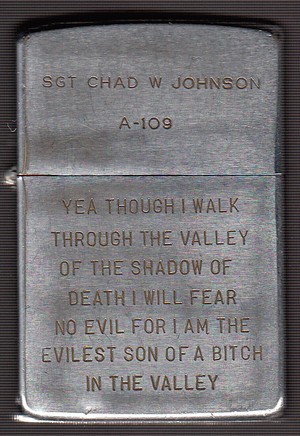 SGT CHAD W JOHNSON
A-109
YEA THOUGH I WALK
THROUGH THE VALLEY
OF THE SHADOW OF
DEATH I WILL FEAR
NO EVIL FOR I AM THE
EVILEST SON OF A BITCH
IN THE VALLEY